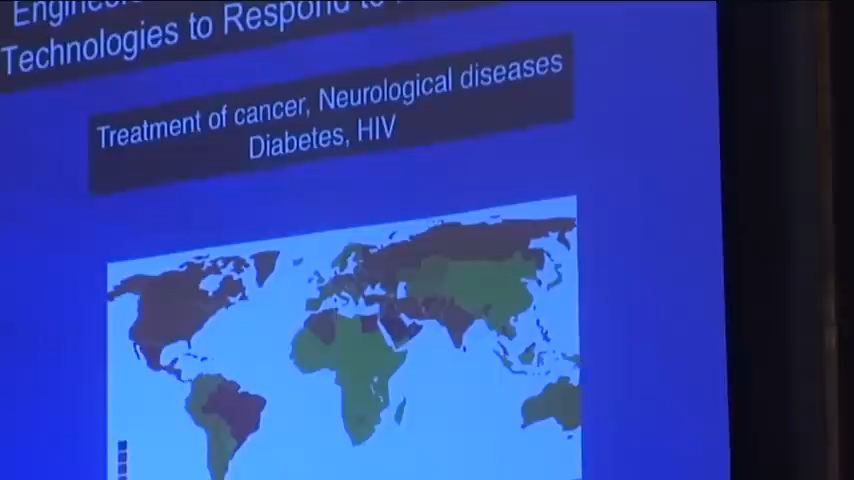 Technologies to Respond to
Treatment of cancer, Neurological diseases
Diabetes, HIV